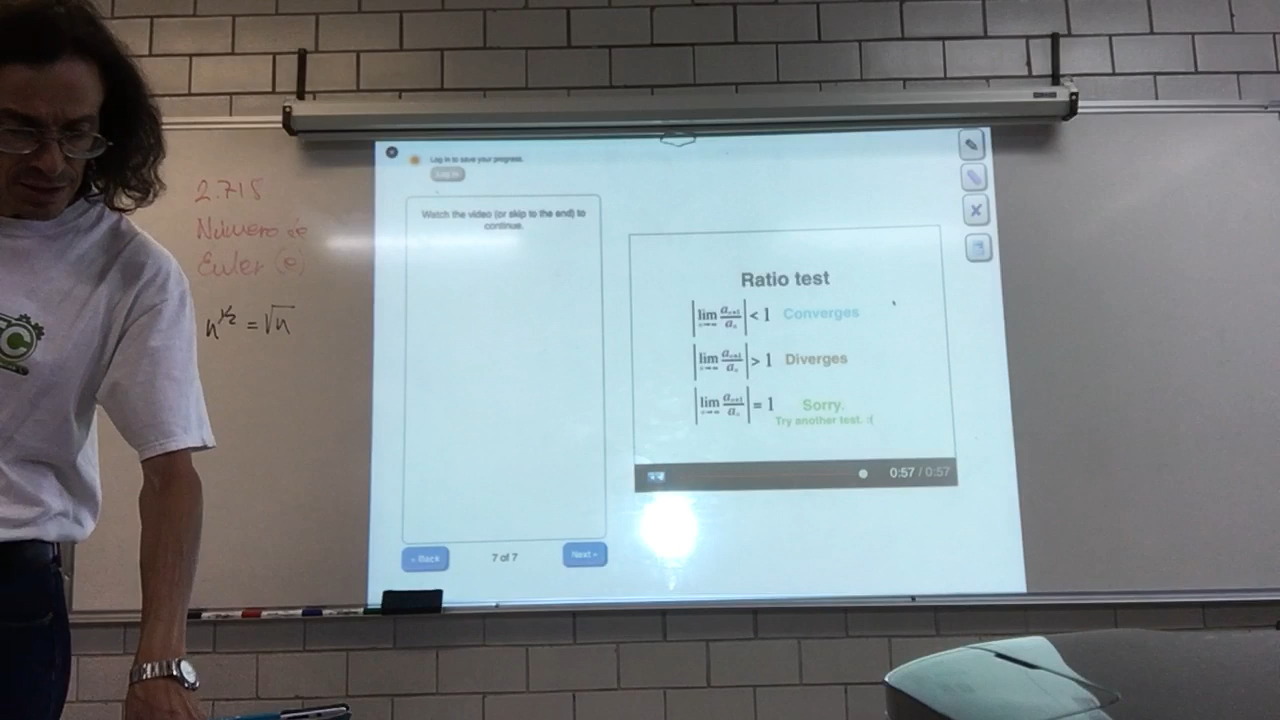 2.715
Número de
Euler (e)
n^1/2 = √n
Log in to save your progress.
Log in
Watch the video (or skip to the end) to
continue.
Ratio test
|lim aₙ₊₁/aₙ| < 1 Converges
|lim aₙ₊₁/aₙ| > 1 Diverges
|lim aₙ₊₁/aₙ| = 1 Sorry.
Try another test. :(
0:57 / 0:57
« Back
7 of 7
Next »